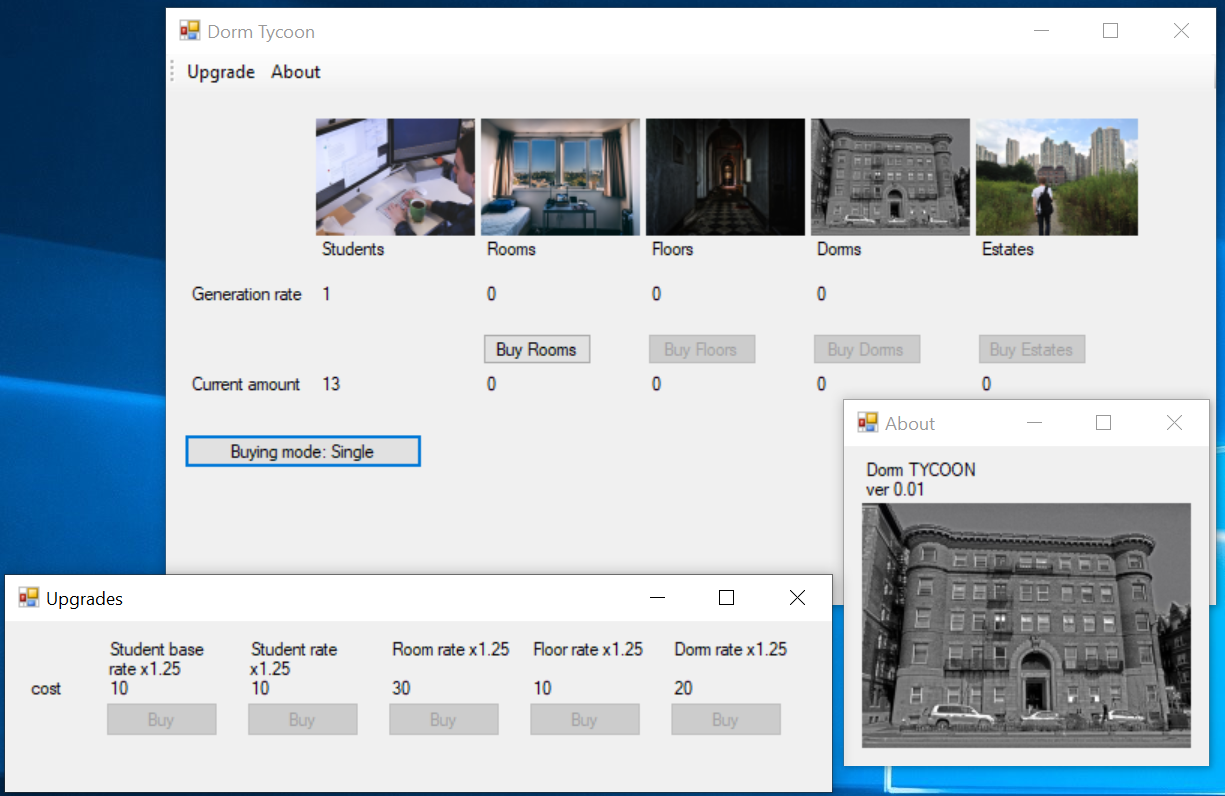 Dorm Tycoon
Upgrade About
Students Rooms Floors Dorms Estates
Generation rate 1 0 0 0
Buy Rooms Buy Floors Buy Dorms Buy Estates
Current amount 13 0 0 0 0
Buying mode: Single
About
Dorm TYCOON
ver 0.01
Upgrades
Student base Student rate Room rate x1.25 Floor rate x1.25 Dorm rate x1.25
rate x1.25 x1.25
cost 10 10 30 10 20
Buy Buy Buy Buy Buy